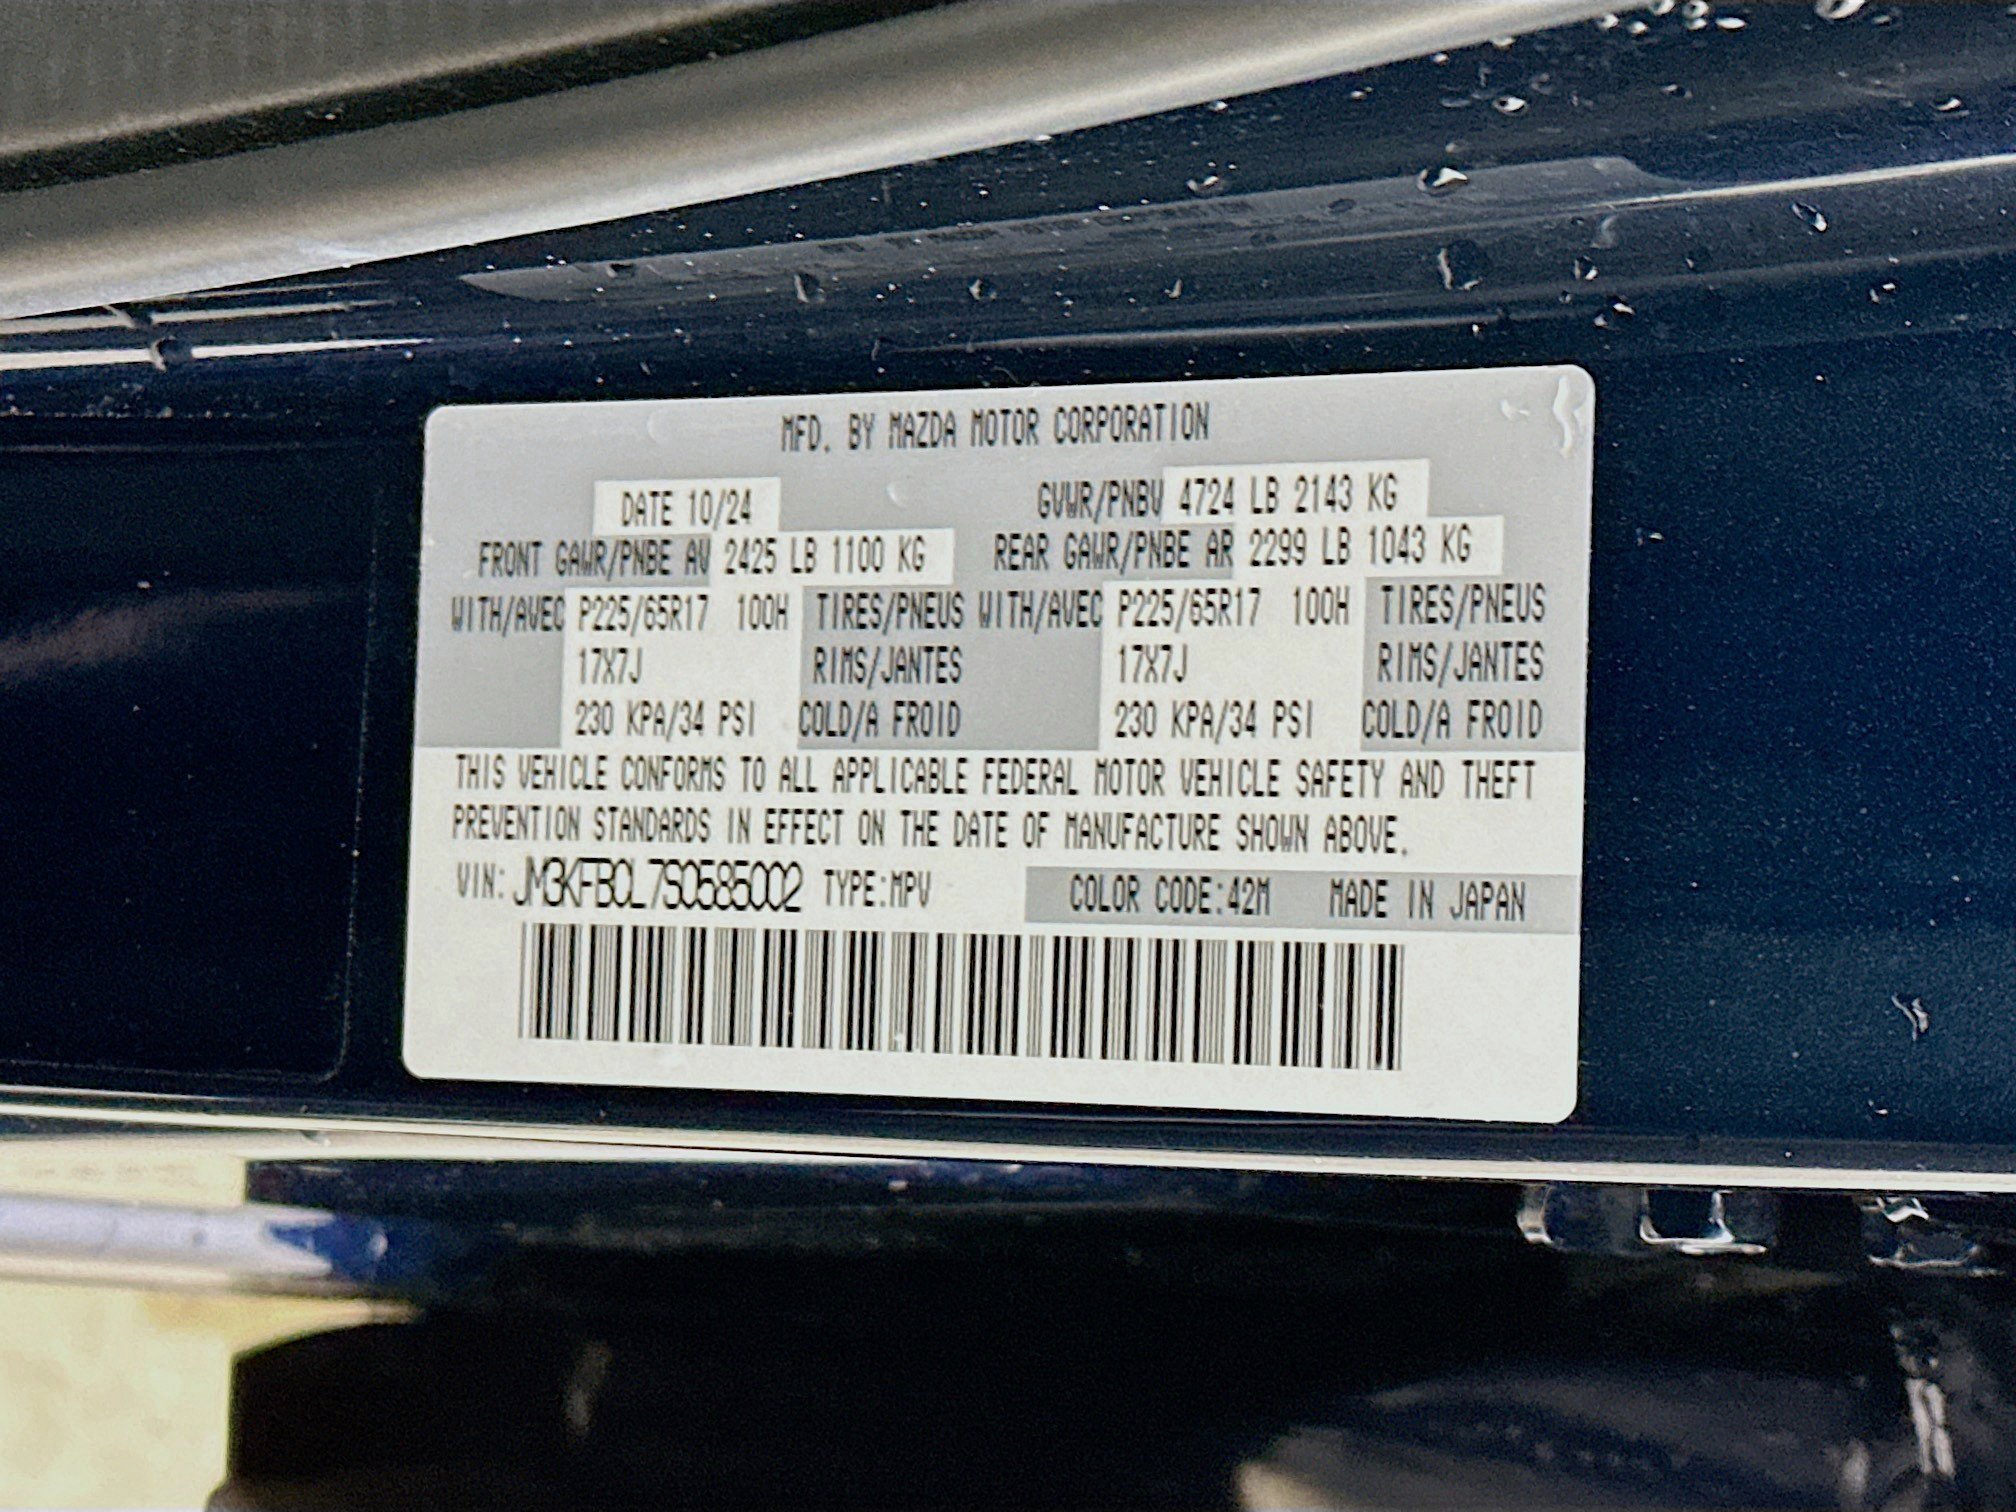 MFD. BY MAZDA MOTOR CORPORATION
DATE 10/24 GVWR/PNBV 4724 LB 2143 KG
FRONT GAWR/PNBE AV 2425 LB 1100 KG REAR GAWR/PNBE AR 2299 LB 1043 KG
WITH/AVEC P225/65R17 100H TIRES/PNEUS WITH/AVEC P225/65R17 100H TIRES/PNEUS
17X7J RIMS/JANTES 17X7J RIMS/JANTES
230 KPA/34 PSI COLD/A FROID 230 KPA/34 PSI COLD/A FROID
THIS VEHICLE CONFORMS TO ALL APPLICABLE FEDERAL MOTOR VEHICLE SAFETY AND THEFT
PREVENTION STANDARDS IN EFFECT ON THE DATE OF MANUFACTURE SHOWN ABOVE.
VIN: JM3KFBCL7S0585002 TYPE:MPV COLOR CODE:42M MADE IN JAPAN